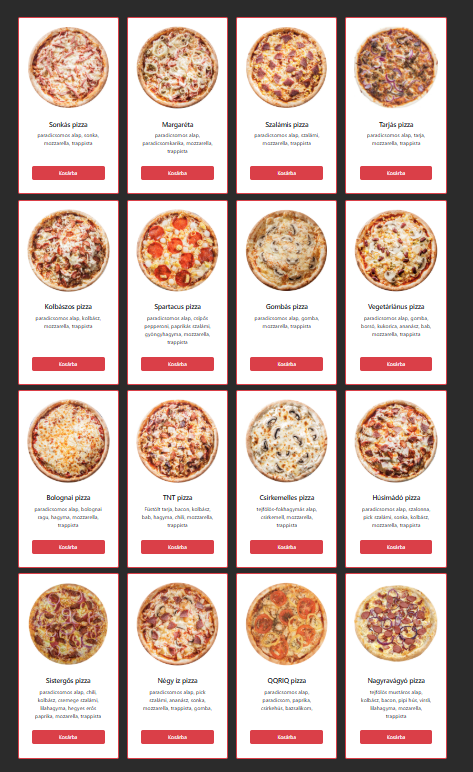 Sonkás pizza
paradicsomos alap, sonka,
mozzarella, trappista
Kosárba
Margaréta
paradicsomos alap,
paradicsomkarika, mozzarella,
trappista
Kosárba
Szalámis pizza
paradicsomos alap, szalámi,
mozzarella, trappista
Kosárba
Tarjás pizza
paradicsomos alap, tarja,
mozzarella, trappista
Kosárba
Kolbászos pizza
paradicsomos alap, kolbász,
mozzarella, trappista
Kosárba
Spartacus pizza
paradicsomos alap, csípős
pepperoni, paprikás szalámi,
gyöngyhagyma, mozzarella,
trappista
Kosárba
Gombás pizza
paradicsomos alap, gomba,
mozzarella, trappista
Kosárba
Vegetáriánus pizza
paradicsomos alap, gomba,
borsó, kukorica, ananász, bab,
mozzarella, trappista
Kosárba
Bolognai pizza
paradicsomos alap, bolognai
ragu, hagyma, mozzarella,
trappista
Kosárba
TNT pizza
Füstölt tarja, bacon, kolbász,
bab, hagyma, chili, mozzarella,
trappista
Kosárba
Csirkemelles pizza
tejfölös-fokhagymás alap,
csirkemell, mozzarella,
trappista
Kosárba
Húsimádó pizza
paradicsomos alap, szalonna,
pick szalámi, sonka, kolbász,
mozzarella, trappista
Kosárba
Sistergős pizza
paradicsomos alap, chili,
kolbász, csemege szalámi,
lilahagyma, hegyes erős
paprika, mozarella, trappista
Kosárba
Négy íz pizza
paradicsomos alap, pick
szalámi, ananász, sonka,
mozzarella, trappista, gomba,
Kosárba
QQRIQ pizza
paradicsomos alap,
paradicsom, paprika,
csirkehús, bazsalikom,
Kosárba
Nagyravágyó pizza
tejfölös mustáros alap,
kolbász, bacon, pipi hús, virsli,
lilahagyma, mozarella,
trappista
Kosárba